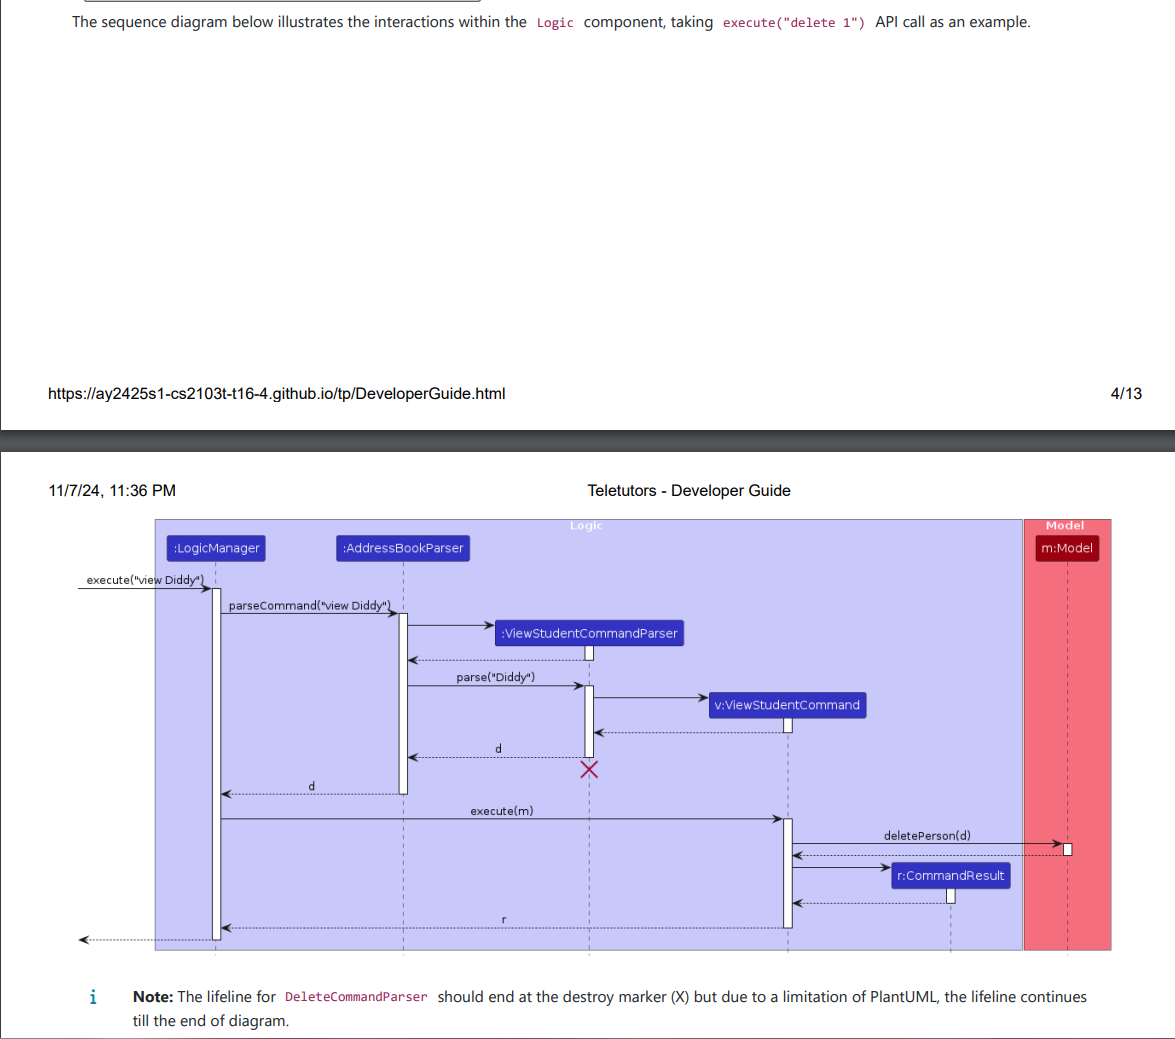 The sequence diagram below illustrates the interactions within the Logic component, taking execute("delete 1") API call as an example.
https://ay2425s1-cs2103t-t16-4.github.io/tp/DeveloperGuide.html 4/13
11/7/24, 11:36 PM Teletutors - Developer Guide
Logic Model
:LogicManager :AddressBookParser m:Model
execute("view Diddy")
parseCommand("view Diddy")
:ViewStudentCommandParser
parse("Diddy")
v:ViewStudentCommand
d
d
execute(m)
deletePerson(d)
r:CommandResult
r
i Note: The lifeline for DeleteCommandParser should end at the destroy marker (X) but due to a limitation of PlantUML, the lifeline continues
till the end of diagram.